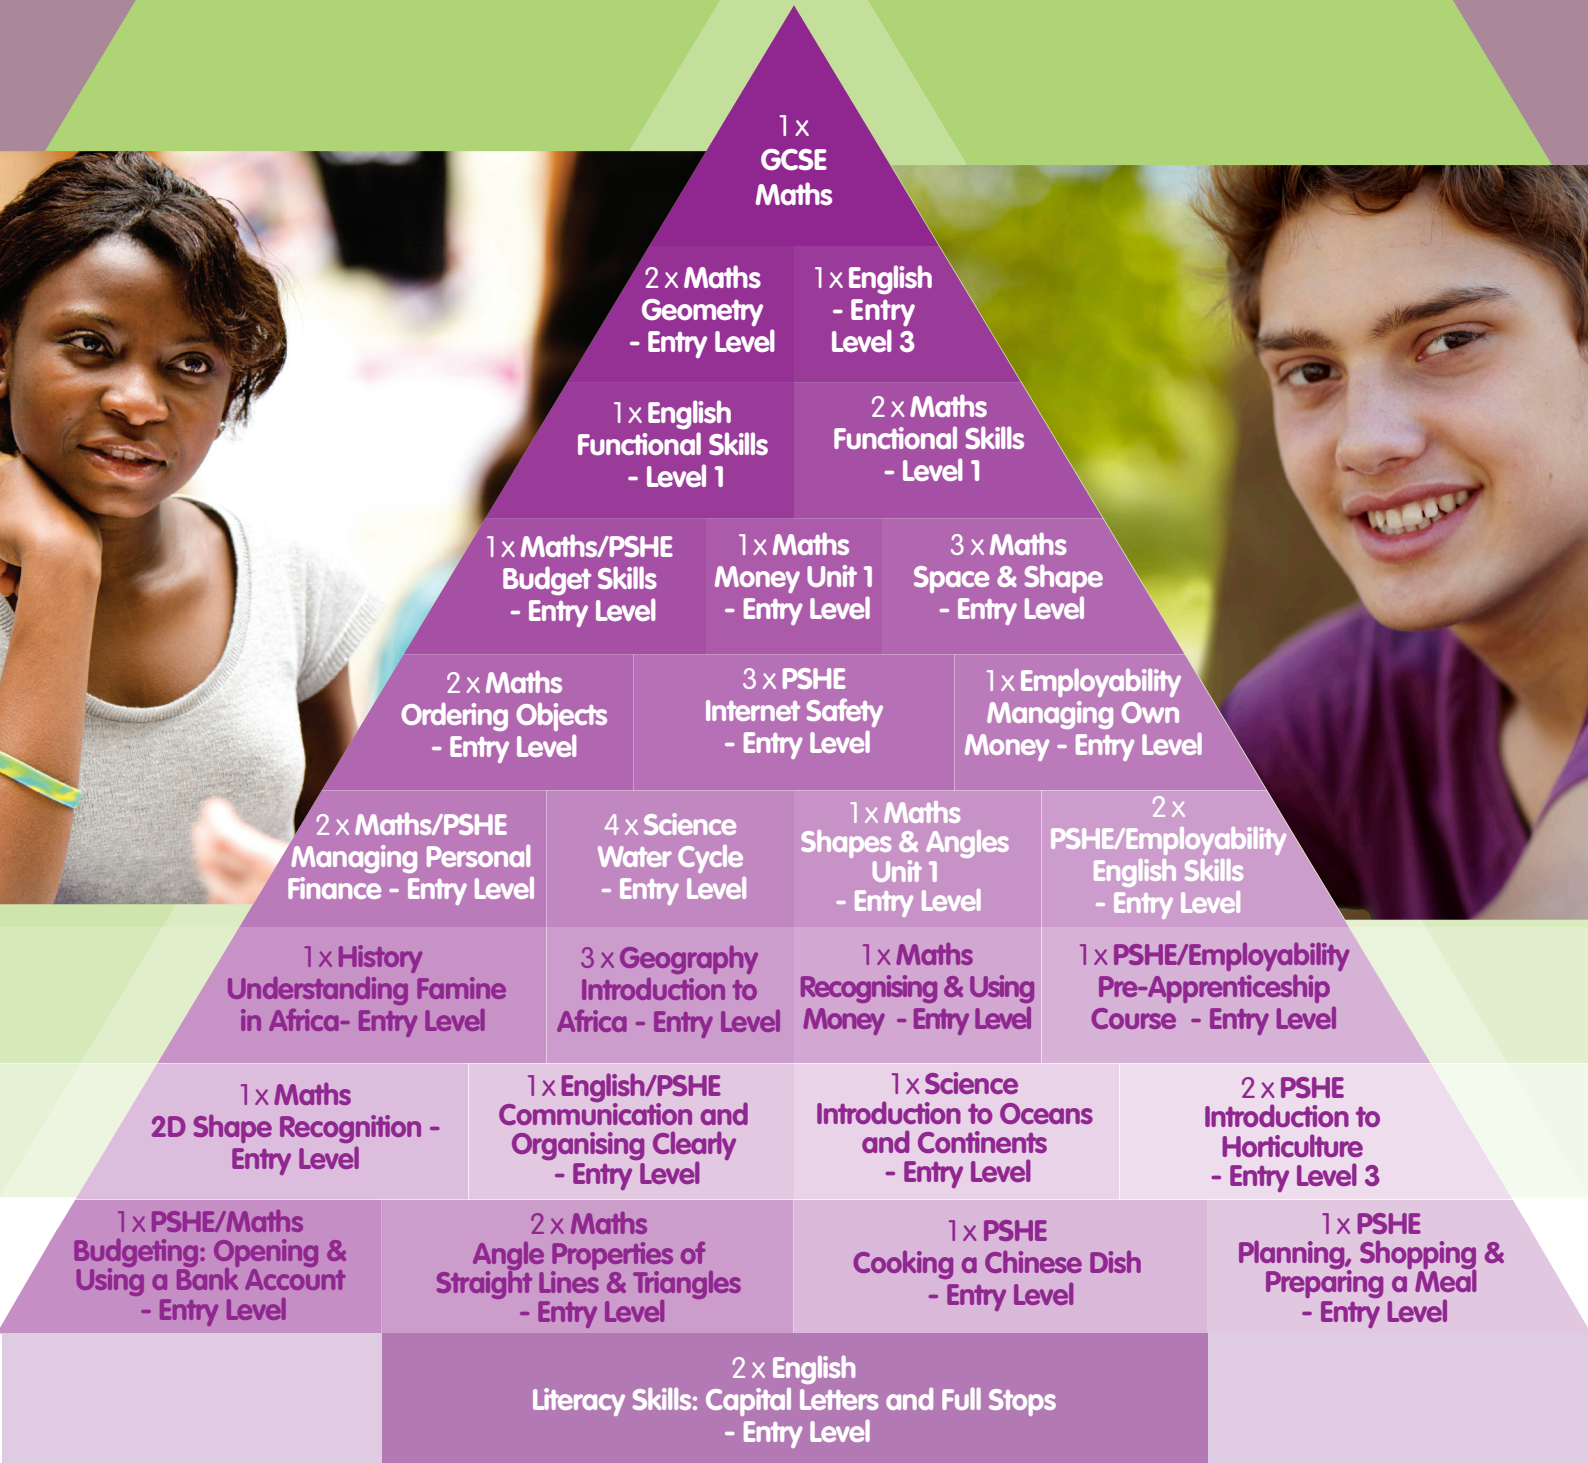 1 x
GCSE
Maths
2 x Maths
Geometry
- Entry Level
1 x English
- Entry
Level 3
1 x English
Functional Skills
- Level 1
2 x Maths
Functional Skills
- Level 1
1 x Maths/PSHE
Budget Skills
- Entry Level
1 x Maths
Money Unit 1
- Entry Level
3 x Maths
Space & Shape
- Entry Level
2 x Maths
Ordering Objects
- Entry Level
3 x PSHE
Internet Safety
- Entry Level
1 x Employability
Managing Own
Money - Entry Level
2 x Maths/PSHE
Managing Personal
Finance - Entry Level
4 x Science
Water Cycle
- Entry Level
1 x Maths
Shapes & Angles
Unit 1
- Entry Level
2 x
PSHE/Employability
English Skills
- Entry Level
1 x History
Understanding Famine
in Africa- Entry Level
3 x Geography
Introduction to
Africa - Entry Level
1 x Maths
Recognising & Using
Money - Entry Level
1 x PSHE/Employability
Pre-Apprenticeship
Course - Entry Level
1 x Maths
2D Shape Recognition -
Entry Level
1 x English/PSHE
Communication and
Organising Clearly
- Entry Level
1 x Science
Introduction to Oceans
and Continents
- Entry Level
2 x PSHE
Introduction to
Horticulture
- Entry Level 3
1 x PSHE/Maths
Budgeting: Opening &
Using a Bank Account
- Entry Level
2 x Maths
Angle Properties of
Straight Lines & Triangles
- Entry Level
1 x PSHE
Cooking a Chinese Dish
- Entry Level
1 x PSHE
Planning, Shopping &
Preparing a Meal
- Entry Level
2 x English
Literacy Skills: Capital Letters and Full Stops
- Entry Level